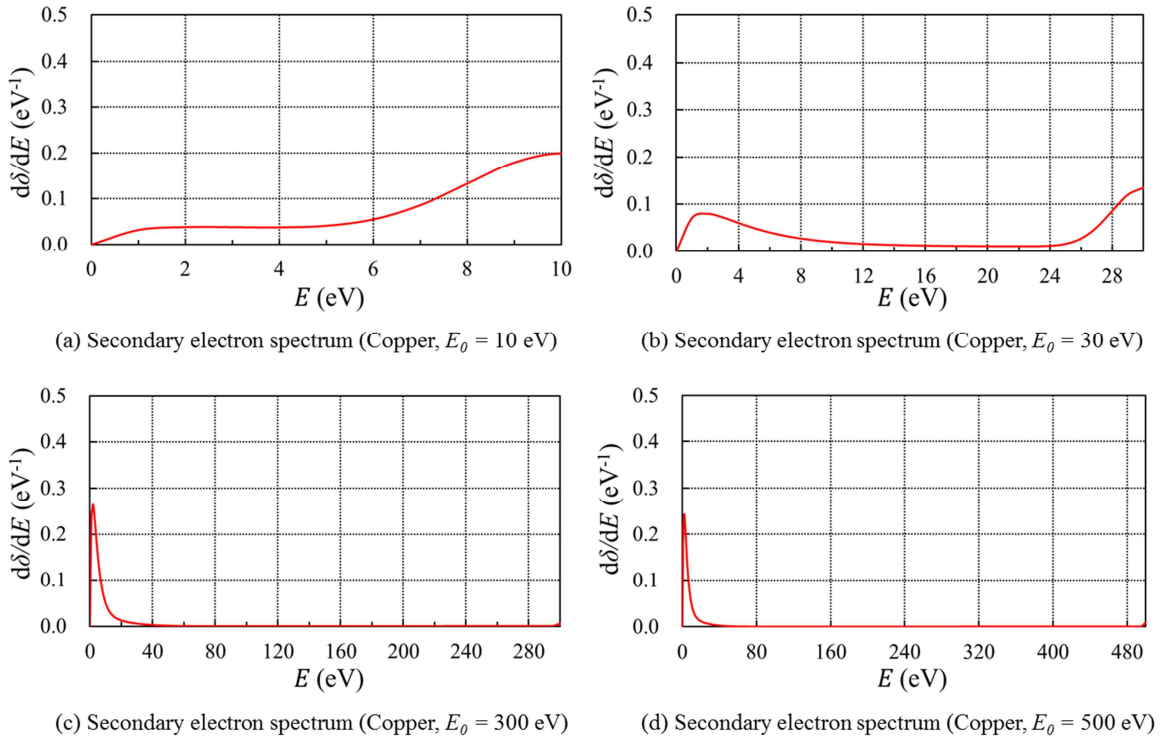 0.5
0.4
0.3
0.2
0.1
0.0
dδ/dE (eV⁻¹)
0 2 4 6 8 10
E (eV)
(a) Secondary electron spectrum (Copper, E₀ = 10 eV)
0.5
0.4
0.3
0.2
0.1
0.0
dδ/dE (eV⁻¹)
0 4 8 12 16 20 24 28
E (eV)
(b) Secondary electron spectrum (Copper, E₀ = 30 eV)
0.5
0.4
0.3
0.2
0.1
0.0
dδ/dE (eV⁻¹)
0 40 80 120 160 200 240 280
E (eV)
(c) Secondary electron spectrum (Copper, E₀ = 300 eV)
0.5
0.4
0.3
0.2
0.1
0.0
dδ/dE (eV⁻¹)
0 80 160 240 320 400 480
E (eV)
(d) Secondary electron spectrum (Copper, E₀ = 500 eV)